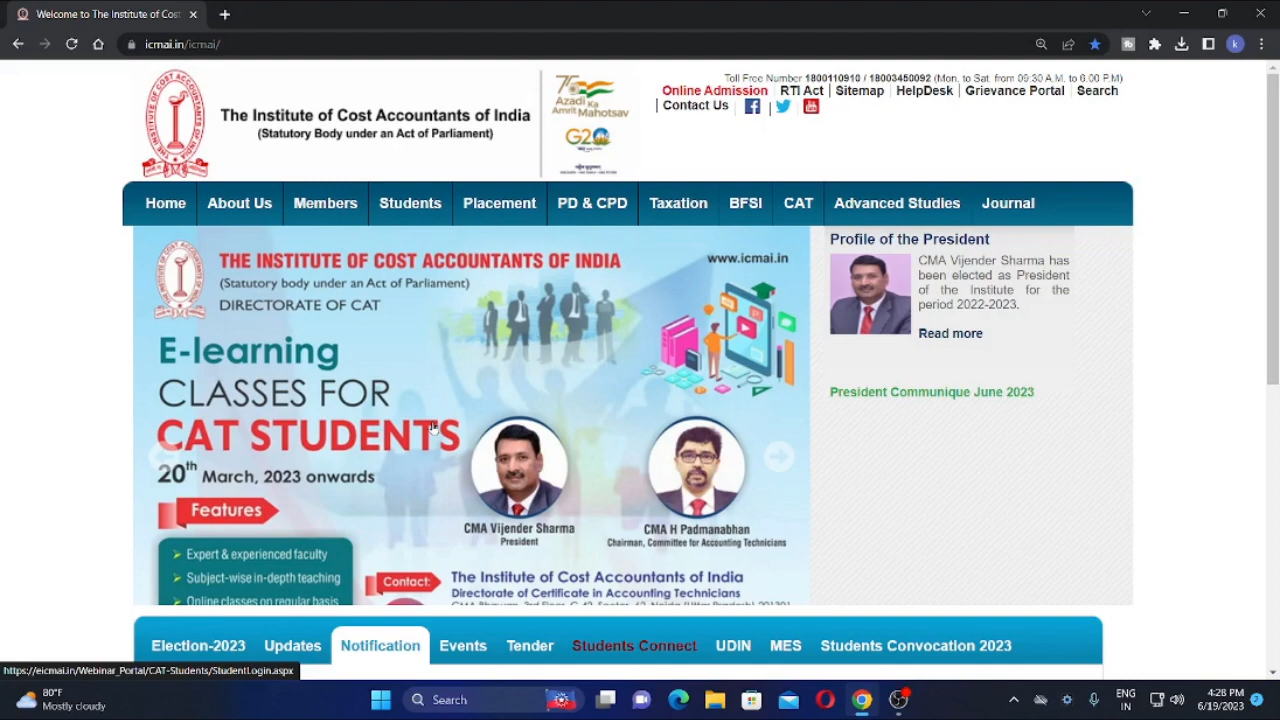 Welcome to The Institute of Cost
icmai.in/icmai/
k
Toll Free Number 1800110910 / 18003450092 (Mon. to Sat. from 09:30 A.M. to 6:00 P.M)
Online Admission | RTI Act | Sitemap | HelpDesk | Grievance Portal | Search
| Contact Us | |
THE INSTITUTE OF COST ACCOUNTANTS OF INDIA
The Institute of Cost Accountants of India
(Statutory Body under an Act of Parliament)
75
Azadi Ka
Amrit Mahotsav
G20
Home About Us Members Students Placement PD & CPD Taxation BFSI CAT Advanced Studies Journal
THE INSTITUTE OF COST ACCOUNTANTS OF INDIA
www.icmai.in
(Statutory body under an Act of Parliament)
DIRECTORATE OF CAT
E-learning
CLASSES FOR
CAT STUDENTS
20th March, 2023 onwards
Features
Expert & experienced faculty
Subject-wise in-depth teaching
Online classes on regular basis
CMA Vijender Sharma
President
CMA H Padmanabhan
Chairman, Committee for Accounting Technicians
Contact:
The Institute of Cost Accountants of India
Directorate of Certificate in Accounting Technicians
Profile of the President
CMA Vijender Sharma has
been elected as President
of the Institute for the
period 2022-2023.
Read more
President Communique June 2023
Election-2023 Updates Notification Events Tender Students Connect UDIN MES Students Convocation 2023
https://eicmai.in/Webinar_Portal/CAT-Students/StudentLogin.aspx
80°F
Mostly cloudy
Search
ENG
IN
4:28 PM
6/19/2023
2